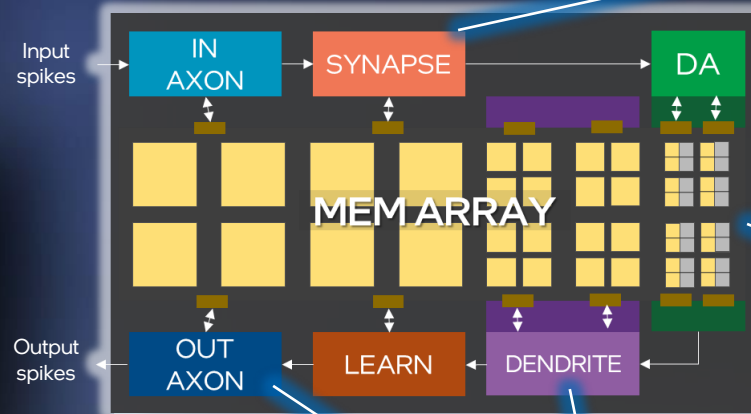 Input
spikes
IN
AXON
SYNAPSE
DA
MEM ARRAY
Output
spikes
OUT
AXON
LEARN
DENDRITE